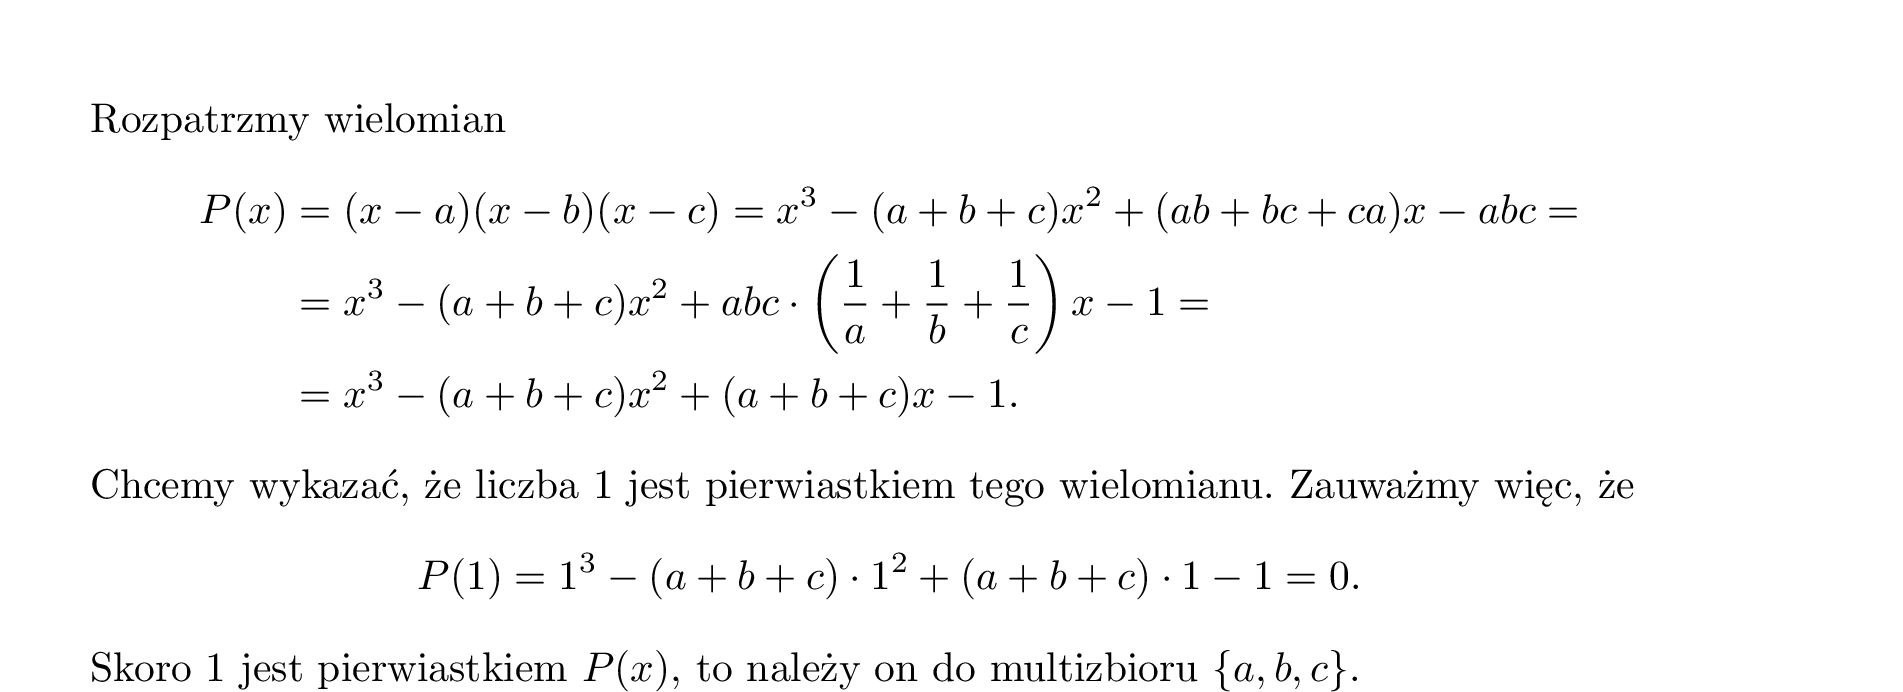 Rozpatrzmy wielomian
P(x) = (x − a)(x − b)(x − c) = x³ − (a + b + c)x² + (ab + bc + ca)x − abc =
= x³ − (a + b + c)x² + abc · (1/a + 1/b + 1/c) x − 1 =
= x³ − (a + b + c)x² + (a + b + c)x − 1.
Chcemy wykazać, że liczba 1 jest pierwiastkiem tego wielomianu. Zauważmy więc, że
P(1) = 1³ − (a + b + c) · 1² + (a + b + c) · 1 − 1 = 0.
Skoro 1 jest pierwiastkiem P(x), to należy on do multizbioru {a, b, c}.